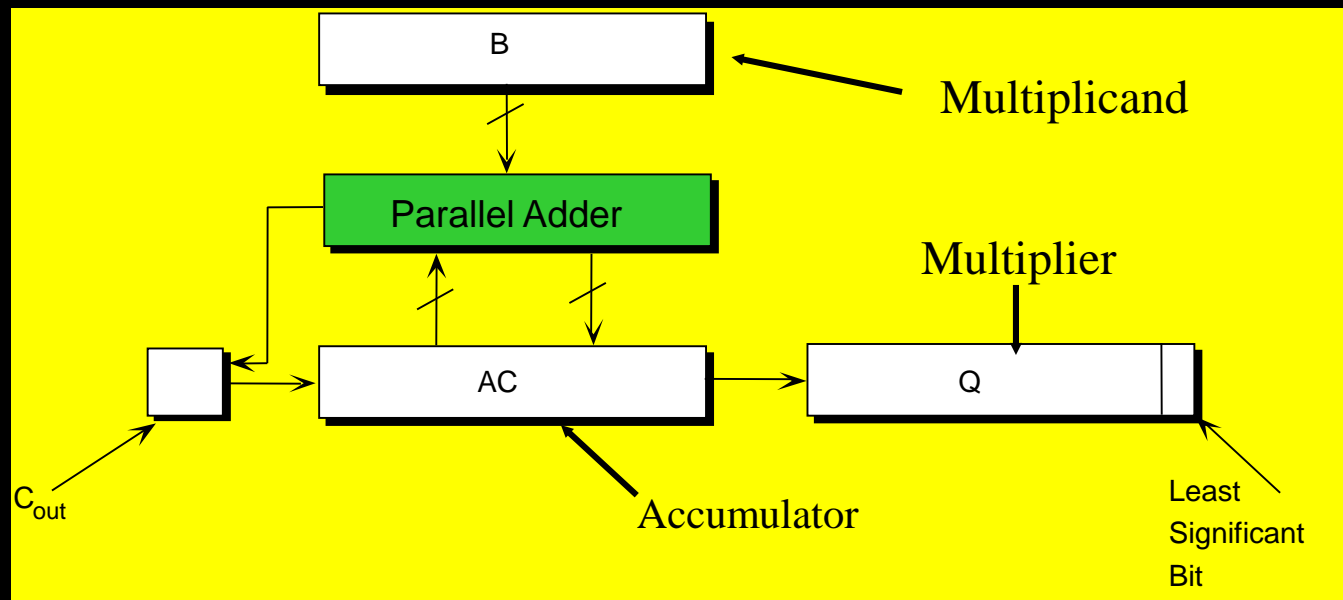 B
Multiplicand
Parallel Adder
Multiplier
AC
Q
Cout
Accumulator
Least
Significant
Bit